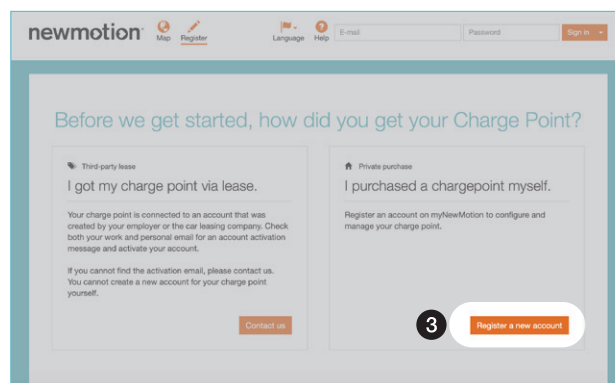 newmotion
Map
Register
Language
Help
E-mail
Password
Sign in
Before we get started, how did you get your Charge Point?
Third-party lease
I got my charge point via lease.
Your charge point is connected to an account that was
created by your employer or the car leasing company. Check
both your work and personal email for an account activation
message and activate your account.
If you cannot find the activation email, please contact us.
You cannot create a new account for your charge point
yourself.
Contact us
Private purchase
I purchased a chargepoint myself.
Register an account on myNewMotion to configure and
manage your charge point.
3
Register a new account